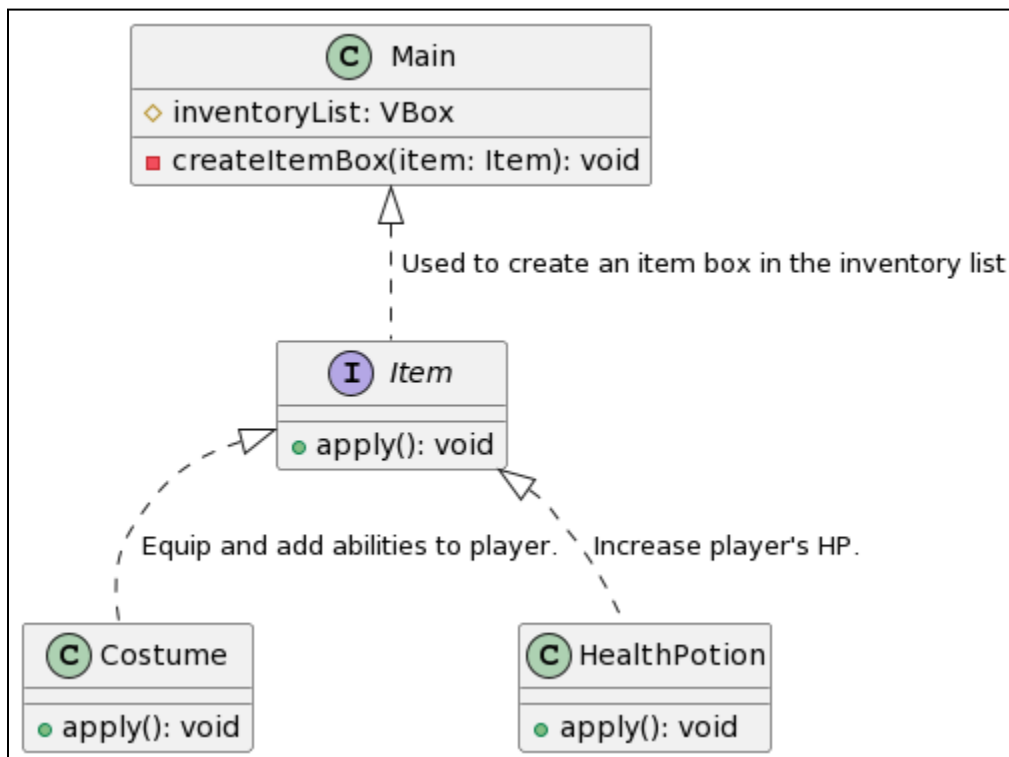 C Main
inventoryList: VBox
createItemBox(item: Item): void
Used to create an item box in the inventory list
I Item
apply(): void
Equip and add abilities to player.
Increase player's HP.
C Costume
C HealthPotion
apply(): void
apply(): void